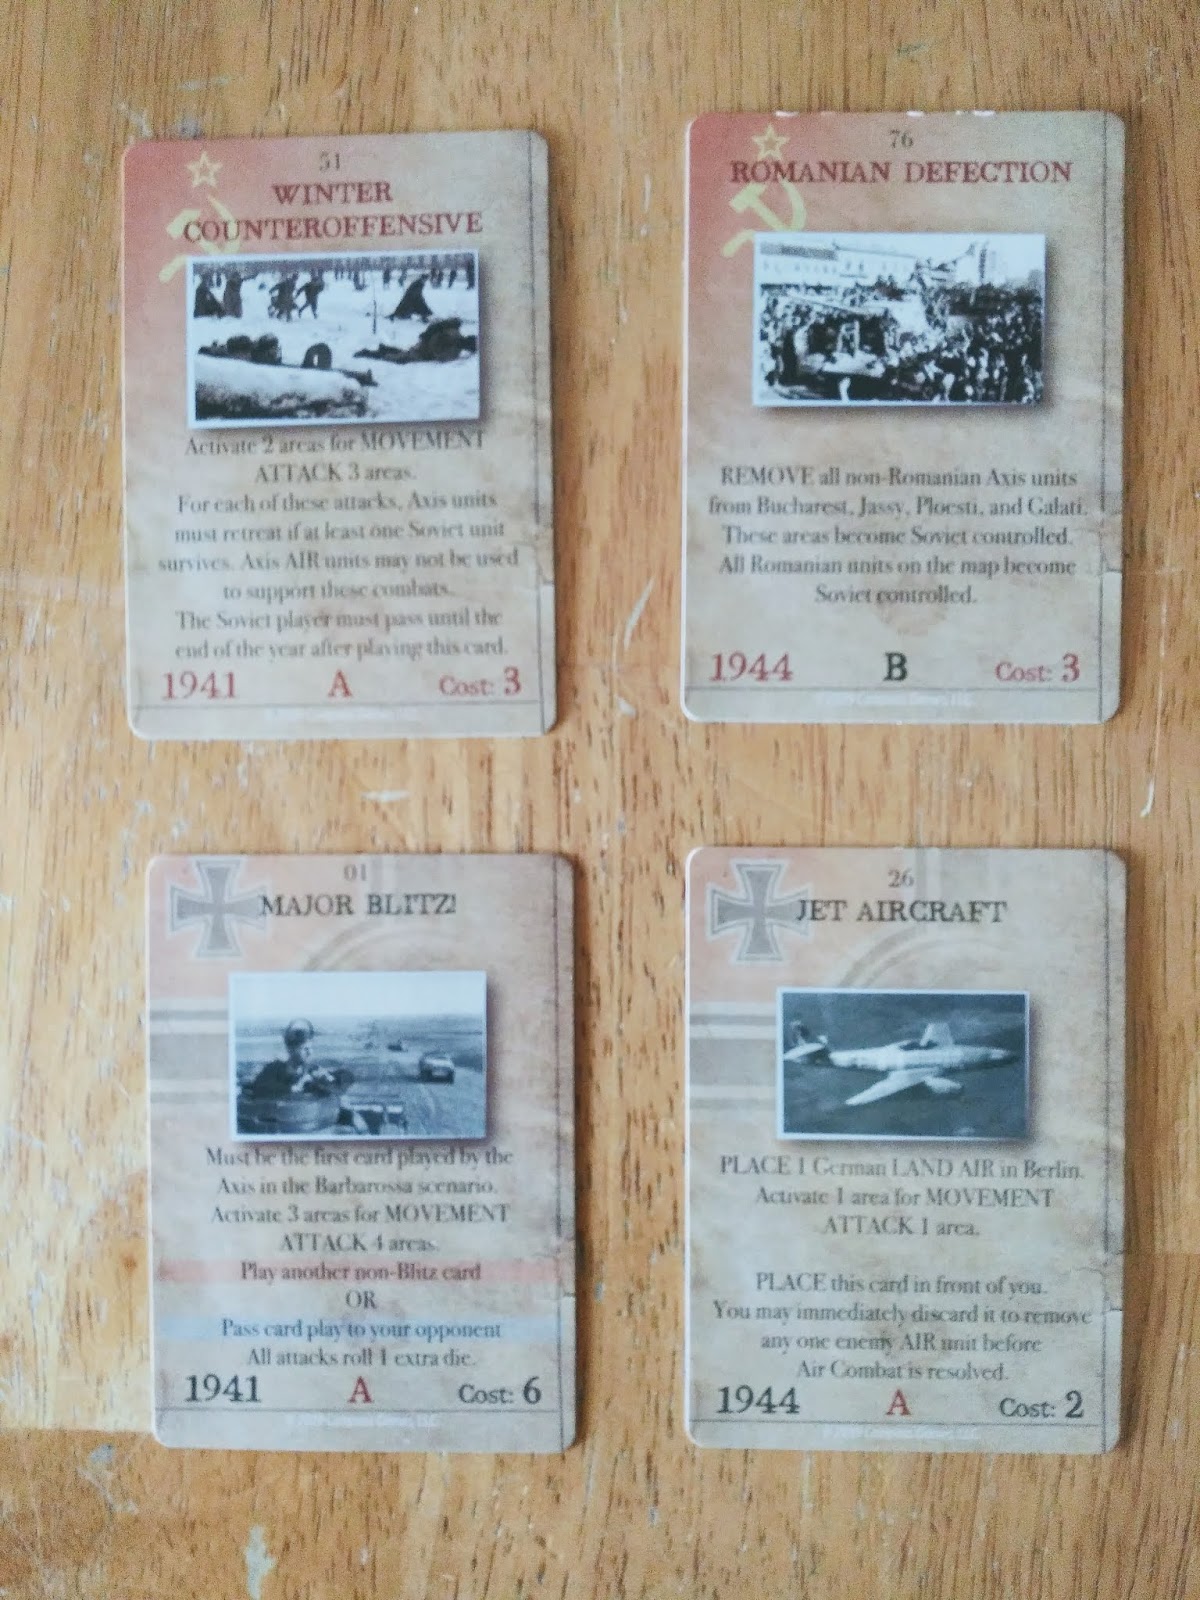 51
WINTER
COUNTEROFFENSIVE
Activate 2 areas for MOVEMENT
ATTACK 3 areas.
For each of these attacks, Axis units
must retreat if at least one Soviet unit
survives. Axis AIR units may not be used
to support these combats.
The Soviet player must pass until the
end of the year after playing this card.
1941 A Cost: 3
76
ROMANIAN DEFECTION
REMOVE all non-Romanian Axis units
from Bucharest, Jassy, Ploesti, and Galati.
These areas become Soviet controlled.
All Romanian units on the map become
Soviet controlled.
1944 B Cost: 3
01
MAJOR BLITZ!
Must be the first card played by the
Axis in the Barbarossa scenario.
Activate 3 areas for MOVEMENT
ATTACK 4 areas.
Play another non-Blitz card
OR
Pass card play to your opponent
All attacks roll 1 extra die.
1941 A Cost: 6
26
JET AIRCRAFT
PLACE 1 German LAND AIR in Berlin.
Activate 1 area for MOVEMENT
ATTACK 1 area.
PLACE this card in front of you.
You may immediately discard it to remove
any one enemy AIR unit before
Air Combat is resolved.
1944 A Cost: 2